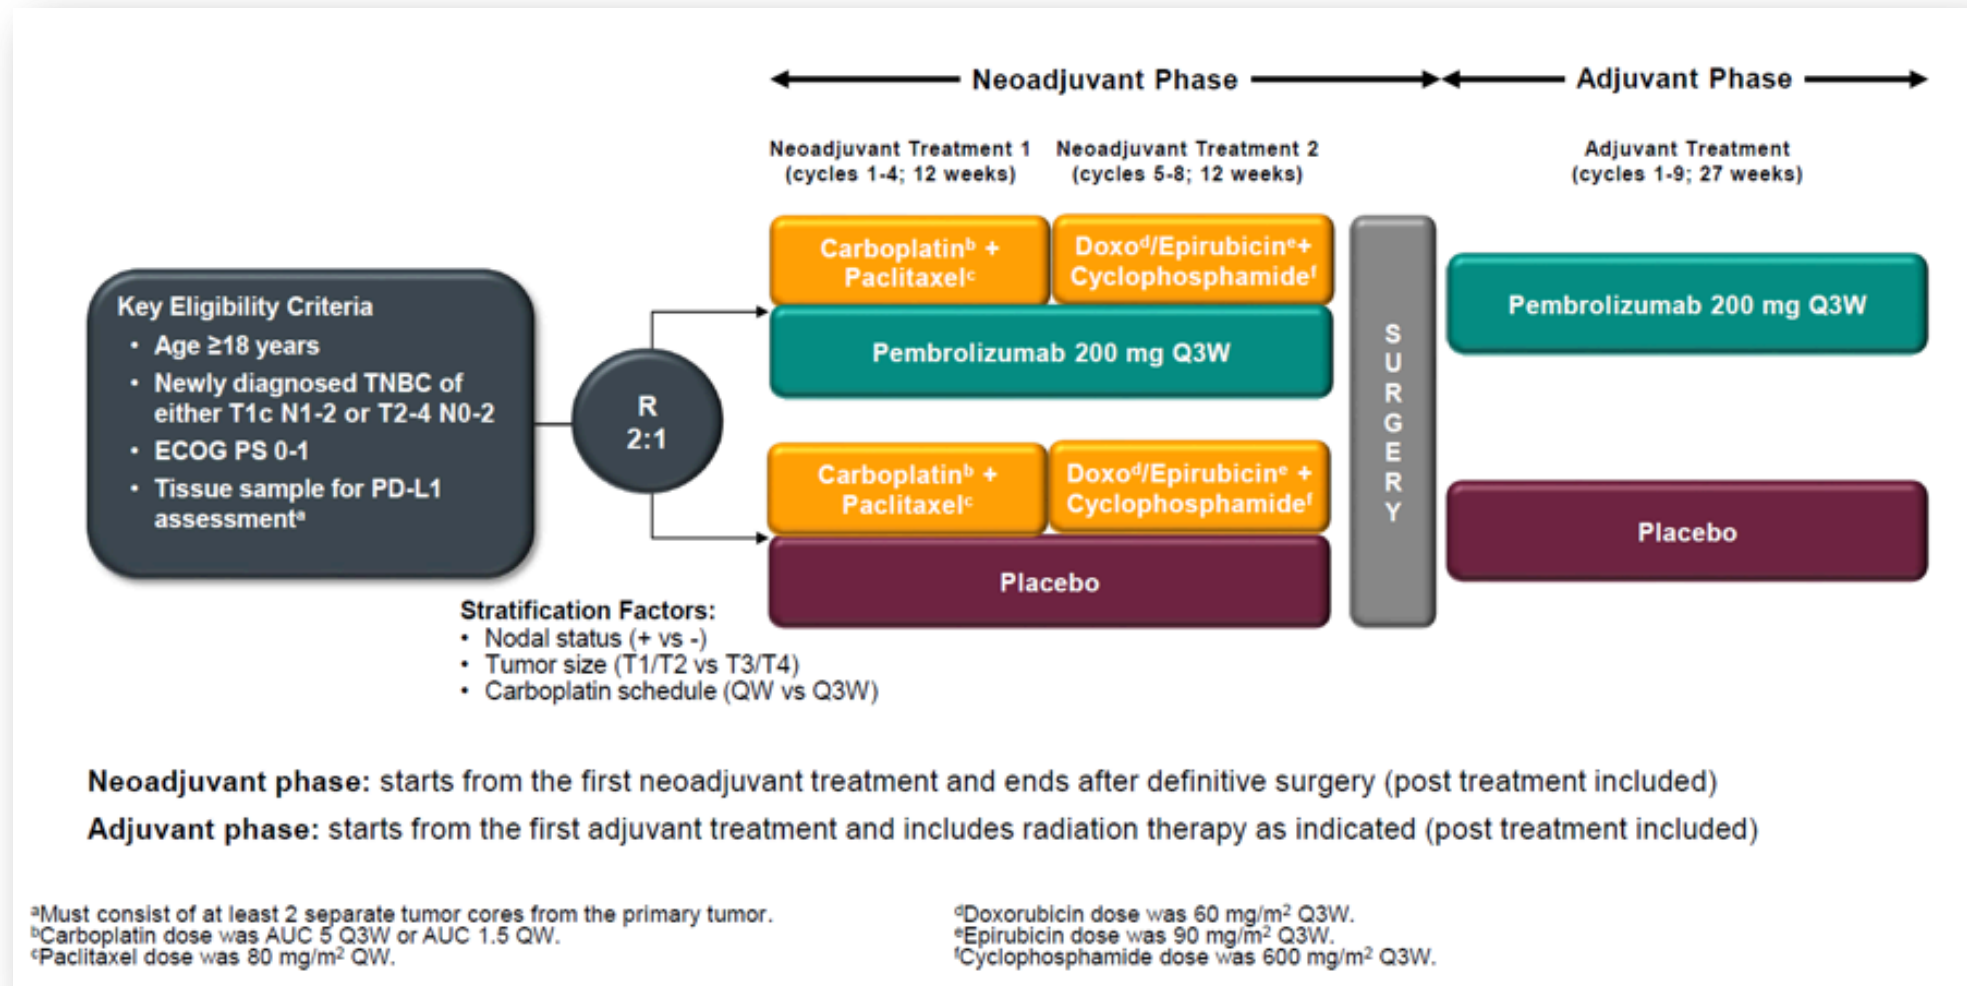 Neoadjuvant Phase
Adjuvant Phase
Neoadjuvant Treatment 1
(cycles 1-4; 12 weeks)
Neoadjuvant Treatment 2
(cycles 5-8; 12 weeks)
Adjuvant Treatment
(cycles 1-9; 27 weeks)
Key Eligibility Criteria
• Age ≥18 years
• Newly diagnosed TNBC of
either T1c N1-2 or T2-4 N0-2
• ECOG PS 0-1
• Tissue sample for PD-L1
assessmentᵃ
R
2:1
Carboplatinᵇ +
Paclitaxelᶜ
Doxoᵈ/Epirubicinᵉ+
Cyclophosphamideᶠ
Pembrolizumab 200 mg Q3W
Carboplatinᵇ +
Paclitaxelᶜ
Doxoᵈ/Epirubicinᵉ +
Cyclophosphamideᶠ
Placebo
SURGERY
Pembrolizumab 200 mg Q3W
Placebo
Stratification Factors:
• Nodal status (+ vs -)
• Tumor size (T1/T2 vs T3/T4)
• Carboplatin schedule (QW vs Q3W)
Neoadjuvant phase: starts from the first neoadjuvant treatment and ends after definitive surgery (post treatment included)
Adjuvant phase: starts from the first adjuvant treatment and includes radiation therapy as indicated (post treatment included)
ᵃMust consist of at least 2 separate tumor cores from the primary tumor.
ᵇCarboplatin dose was AUC 5 Q3W or AUC 1.5 QW.
ᶜPaclitaxel dose was 80 mg/m² QW.
ᵈDoxorubicin dose was 60 mg/m² Q3W.
ᵉEpirubicin dose was 90 mg/m² Q3W.
ᶠCyclophosphamide dose was 600 mg/m² Q3W.